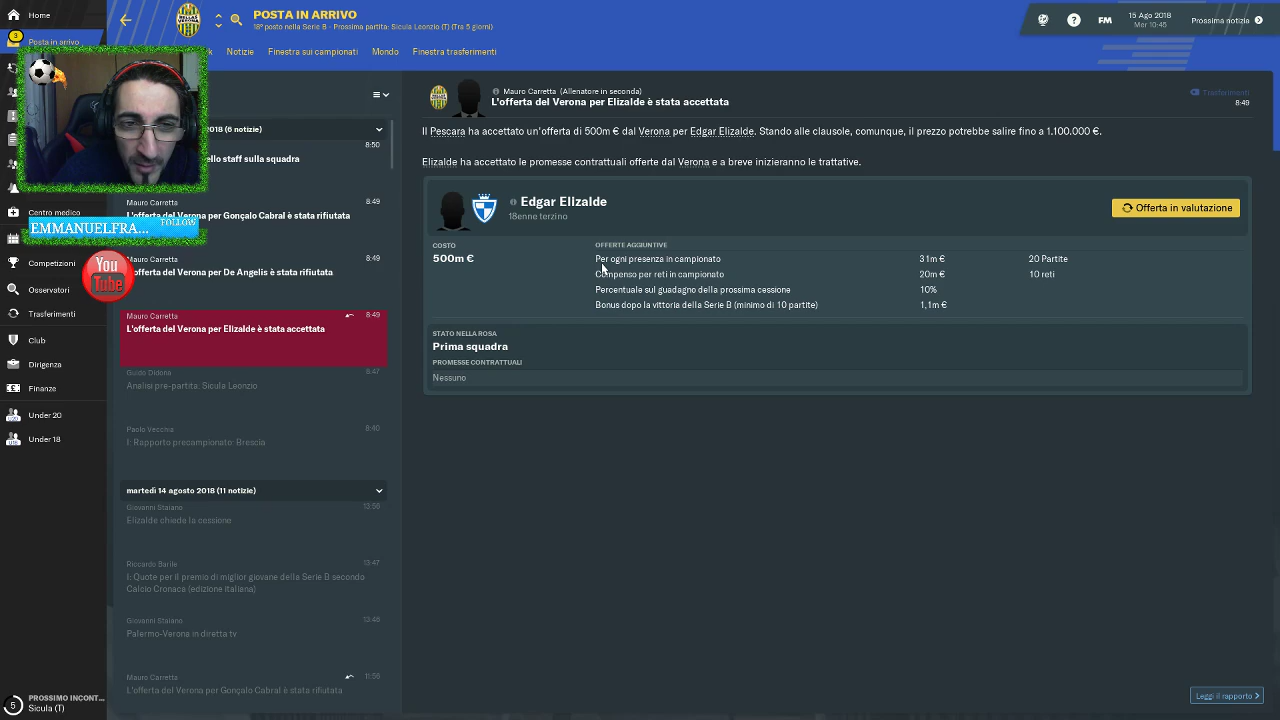 Home
3
Posta in arrivo
POSTA IN ARRIVO
18° posto nella Serie B - Prossima partita: Sicula Leonzio (T) (Tra 5 giorni)
?
FM
15 Ago 2018
Mer 10:45
Prossima notizie
Notizie
Finestra sui campionati
Mondo
Finestra trasferimenti
2018 (6 notizie)
8:50
ello staff sulla squadra
Mauro Carretta
8:49
L'offerta del Verona per Gonçalo Cabral è stata rifiutata
Mauro Carretta
8:49
offerta del Verona per De Angelis è stata rifiutata
Mauro Carretta
8:49
L'offerta del Verona per Elizalde è stata accettata
Guido Didona
8:47
Analisi pre-partita: Sicula Leonzio
Paolo Vecchia
8:40
I: Rapporto precampionato: Brescia
martedì 14 agosto 2018 (11 notizie)
Giovanni Staiano
13:56
Elizalde chiede la cessione
Riccardo Barile
13:47
I: Quote per il premio di miglior giovane della Serie B secondo
Calcio Cronaca (edizione italiana)
Giovanni Staiano
Palermo-Verona in diretta tv
Mauro Carretta
11:56
L'offerta del Verona per Gonçalo Cabral è stata rifiutata
Centro medico
EMMANUELFRA...
FOLLOW
You
Tube
Competizioni
Osservatori
Trasferimenti
Club
Dirigenza
Finanze
Under 20
Under 18
5
PROSSIMO INCONT...
Sicula (T)
Mauro Carretta (Allenatore in seconda)
L'offerta del Verona per Elizalde è stata accettata
Trasferimenti
8:49
Il Pescara ha accettato un'offerta di 500m € dal Verona per Edgar Elizalde. Stando alle clausole aggiunte, il prezzo potrebbe salire fino a 1.100.000 €.
Elizalde ha accettato le promesse contrattuali offerte dal Verona e a breve inizieranno le trattative.
Edgar Elizalde
18enne terzino
Offerta in valutazione
COSTO
500m €
OFFERTE AGGIUNTIVE
Per ogni presenza in campionato 31m € 20 Partite
Compenso per reti in campionato 20m € 10 reti
Percentuale sul guadagno della prossima cessione 10%
Bonus dopo la vittoria della Serie B (minimo di 10 partite) 1,1m €
STATO NELLA ROSA
Prima squadra
PROMESSE CONTRATTUALI
Nessuno
Leggi il rapporto